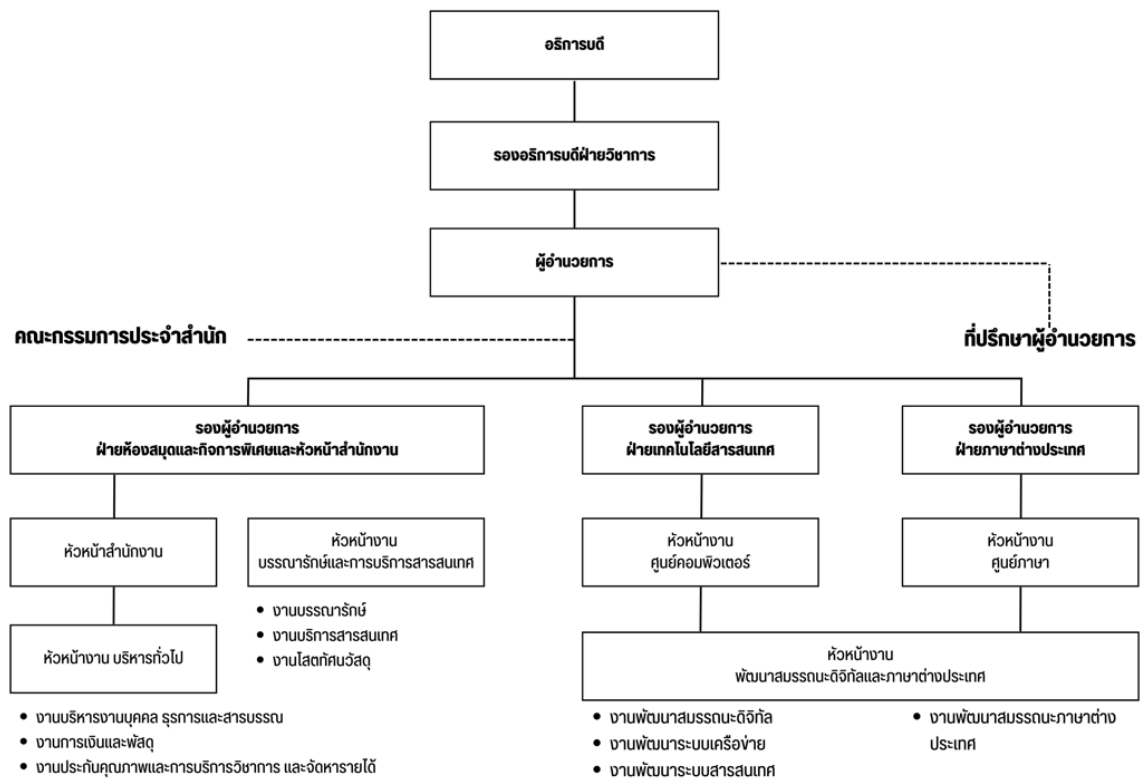 อธิการบดี
รองอธิการบดีฝ่ายวิชาการ
ผู้อำนวยการ
คณะกรรมการประจำสำนัก
ที่ปรึกษาผู้อำนวยการ
รองผู้อำนวยการ
ฝ่ายห้องสมุดและกิจการพิเศษและหัวหน้าสำนักงาน
รองผู้อำนวยการ
ฝ่ายเทคโนโลยีสารสนเทศ
รองผู้อำนวยการ
ฝ่ายภาษาต่างประเทศ
หัวหน้าสำนักงาน
หัวหน้างาน
บรรณารักษ์และการบริการสารสนเทศ
หัวหน้างาน
ศูนย์คอมพิวเตอร์
หัวหน้างาน
ศูนย์ภาษา
• งานบรรณารักษ์
• งานบริการสารสนเทศ
• งานโสตทัศนวัสดุ
หัวหน้างาน บริหารทั่วไป
หัวหน้างาน
พัฒนาสมรรถนะดิจิทัลและภาษาต่างประเทศ
• งานบริหารงานบุคคล ธุรการและสารบรรณ
• งานการเงินและพัสดุ
• งานประกันคุณภาพและการบริการวิชาการ และจัดหารายได้
• งานพัฒนาสมรรถนะดิจิทัล
• งานพัฒนาระบบเครือข่าย
• งานพัฒนาระบบสารสนเทศ
• งานพัฒนาสมรรถนะภาษาต่าง
ประเทศ